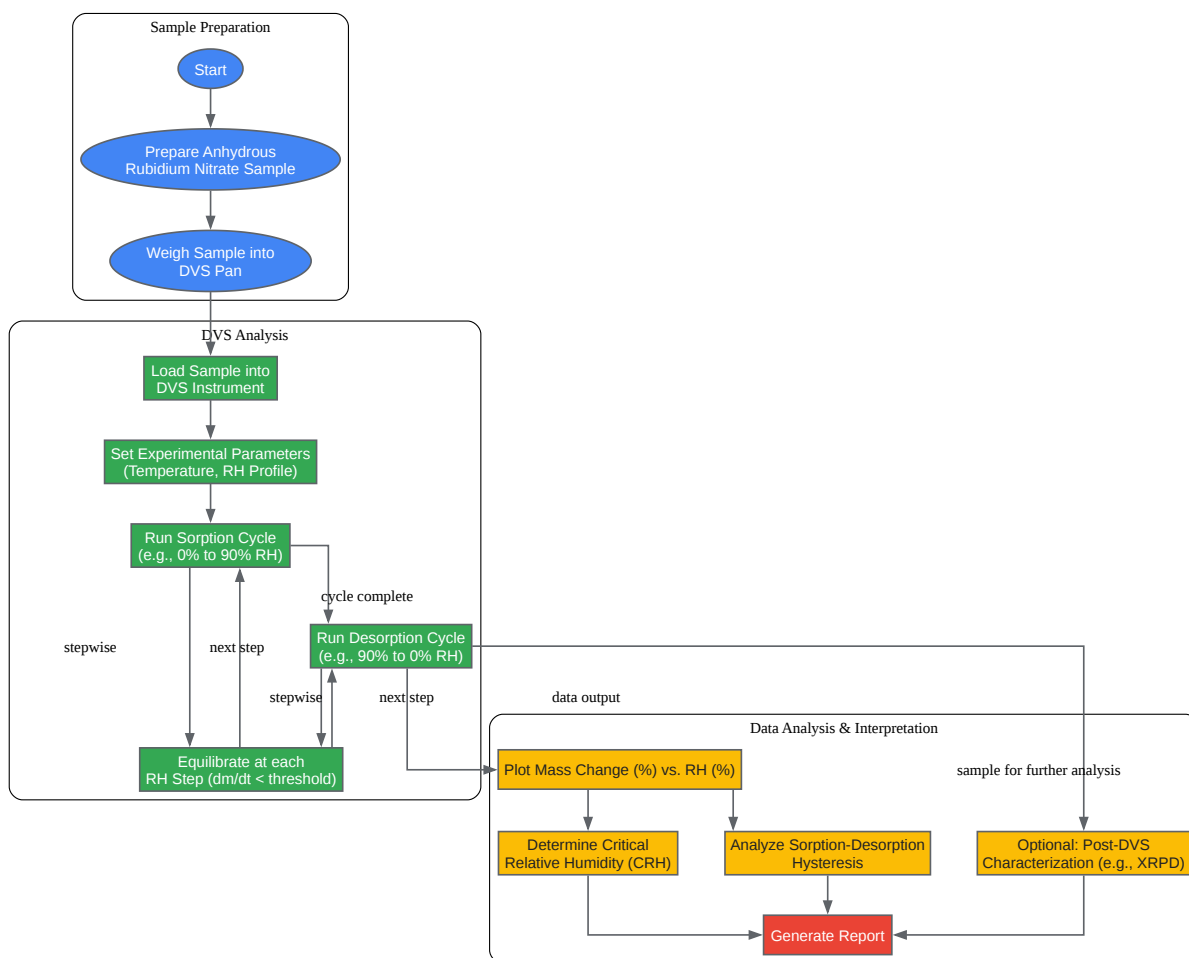 Sample Preparation
Start
Prepare Anhydrous
Rubidium Nitrate Sample
Weigh Sample into
DVS Pan
DVS Analysis
Load Sample into
DVS Instrument
Set Experimental Parameters
(Temperature, RH Profile)
Run Sorption Cycle
(e.g., 0% to 90% RH)
cycle complete
Run Desorption Cycle
(e.g., 90% to 0% RH)
stepwise
next step
stepwise
next step
data output
Equilibrate at each
RH Step (dm/dt < threshold)
Data Analysis & Interpretation
Plot Mass Change (%) vs. RH (%)
sample for further analysis
Determine Critical
Relative Humidity (CRH)
Analyze Sorption-Desorption
Hysteresis
Optional: Post-DVS
Characterization (e.g., XRPD)
Generate Report